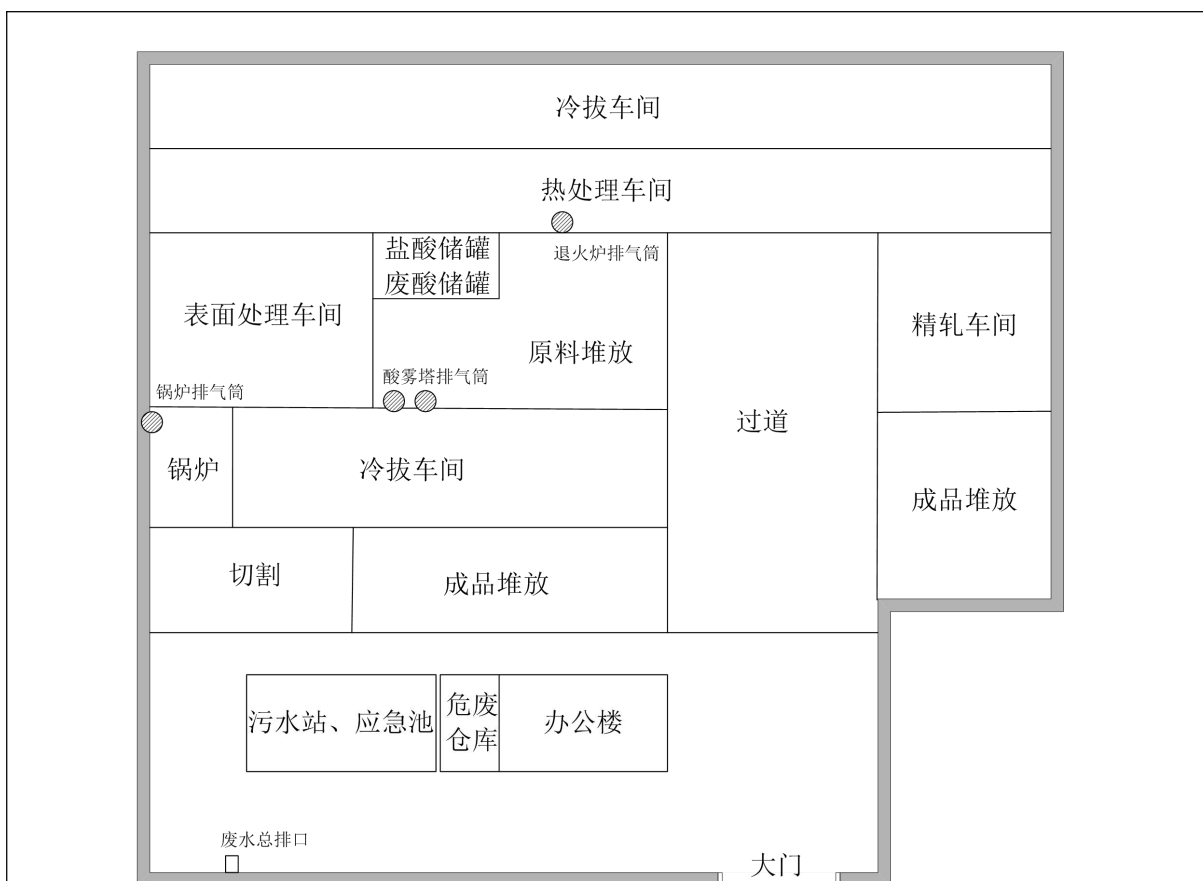 冷拔车间
热处理车间
盐酸储罐
废酸储罐
退火炉排气筒
表面处理车间
精轧车间
原料堆放
酸雾塔排气筒
锅炉排气筒
过道
锅炉
冷拔车间
成品堆放
切割
成品堆放
污水站、应急池
危废
仓库
办公楼
废水总排口
大门